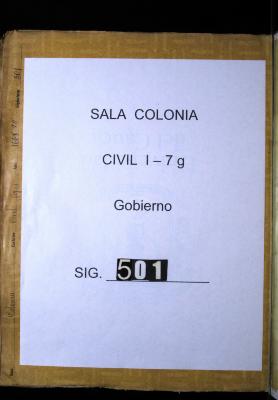 SALA COLONIA
CIVIL I – 7 g
Gobierno
SIG. 501